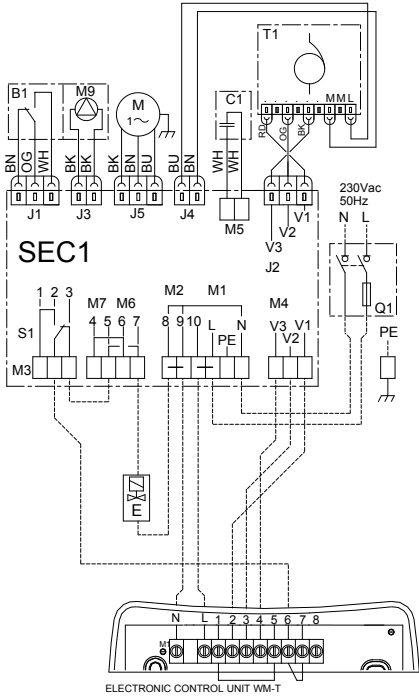 T1
B1 M9
M
1~
C1
M M L
RD OG BK
BN OG WH BK BK BK BN BU BU BN WH WH
J1 J3 J5 J4 M5 V3 V2 V1
J2
230Vac
50Hz
N L
Q1
PE
SEC1
1 2 3 M7 M6 M2 M1 M4
S1 4 5 6 7 8 9 10 L PE N V3 V2 V1
M3
E
N L 1 2 3 4 5 6 7 8
M1
ELECTRONIC CONTROL UNIT WM-T